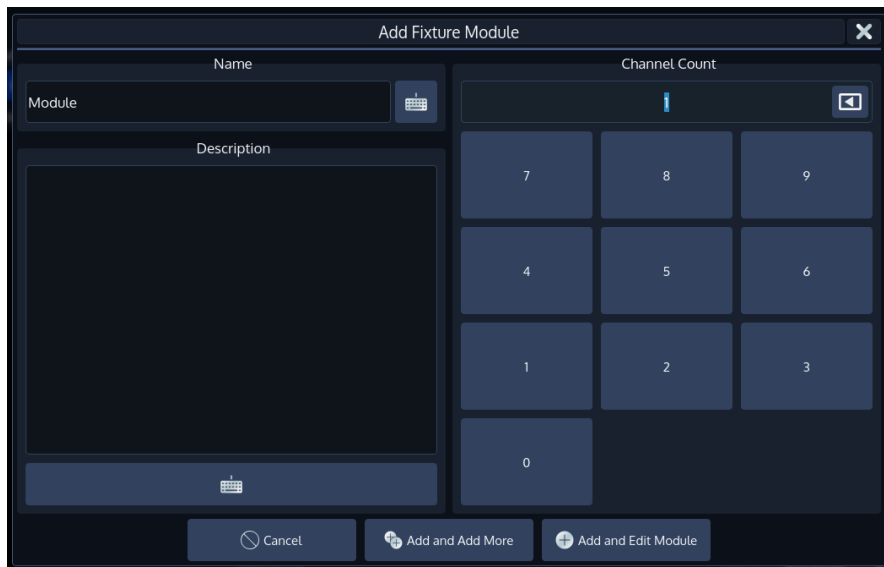 Add Fixture Module
Name
Module
Description
Channel Count
1
7 8 9
4 5 6
1 2 3
0
Cancel
Add and Add More
Add and Edit Module